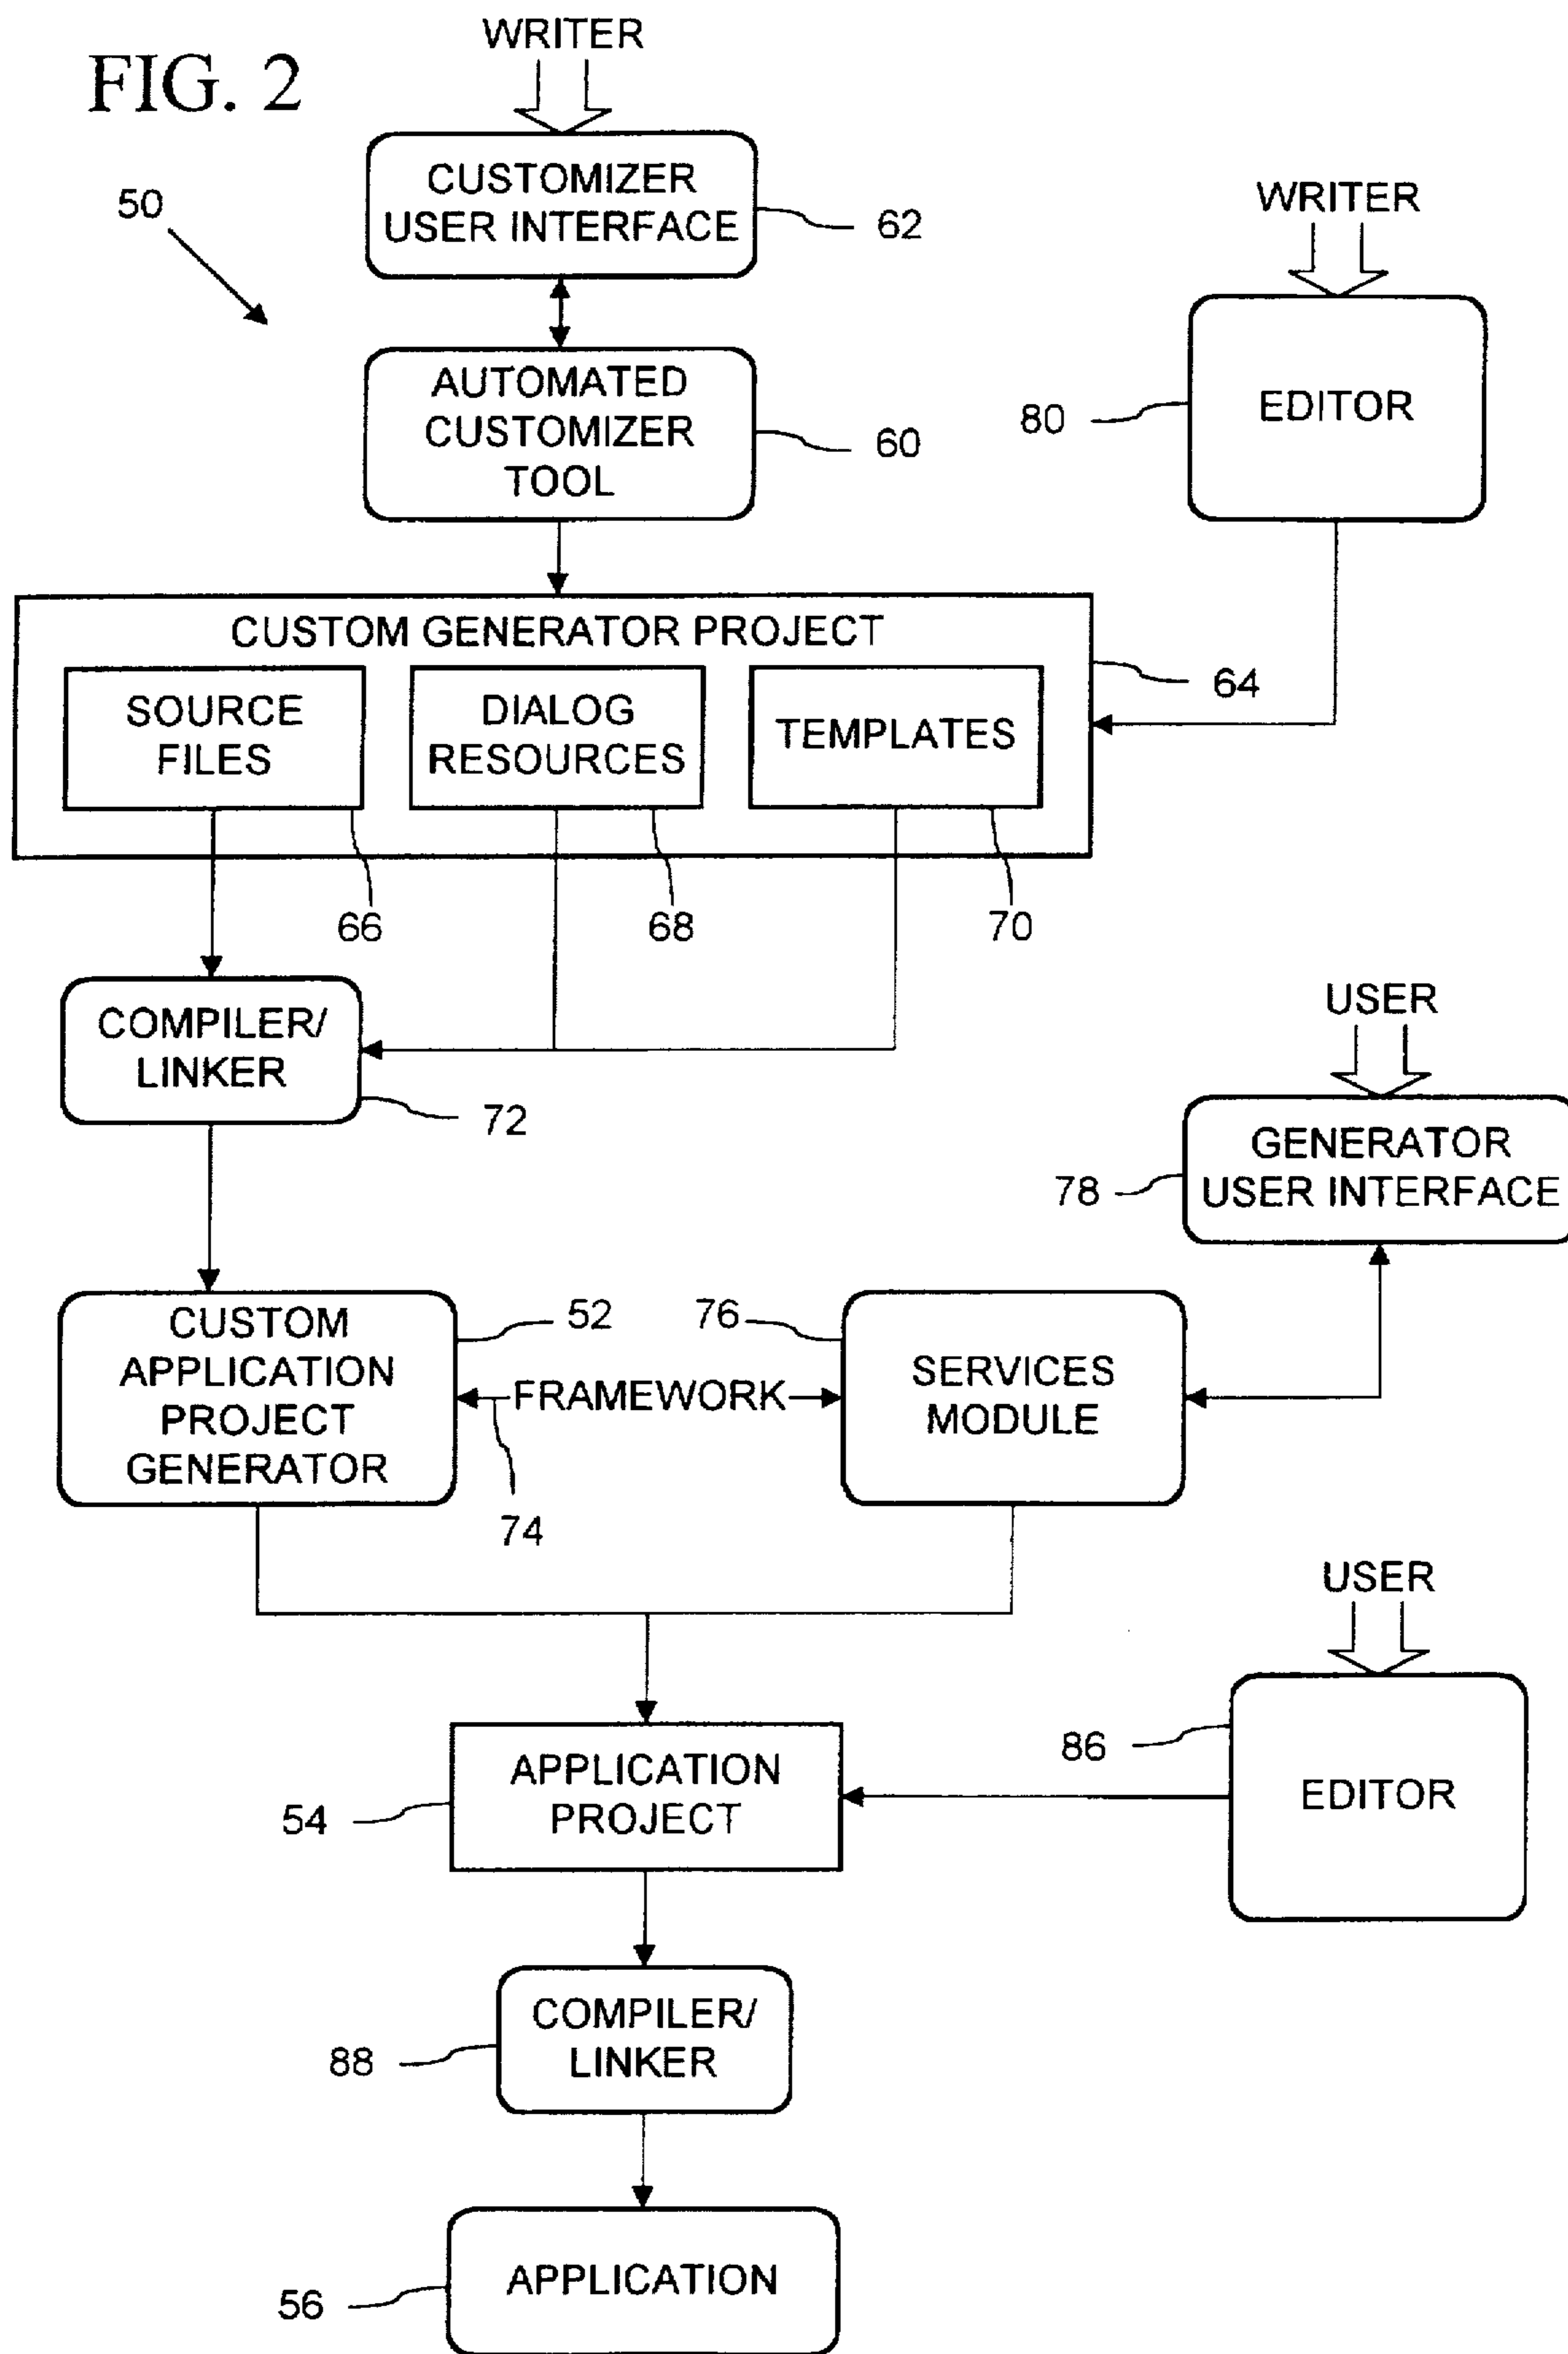 FIG. 2
WRITER
CUSTOMIZER
USER INTERFACE
62
50
WRITER
AUTOMATED
CUSTOMIZER
TOOL
60
80
EDITOR
CUSTOM GENERATOR PROJECT
64
SOURCE
FILES
DIALOG
RESOURCES
TEMPLATES
66
68
70
COMPILER/
LINKER
72
USER
GENERATOR
USER INTERFACE
78
CUSTOM
APPLICATION
PROJECT
GENERATOR
52
76
FRAMEWORK
74
SERVICES
MODULE
USER
86
EDITOR
APPLICATION
PROJECT
54
COMPILER/
LINKER
88
APPLICATION
56